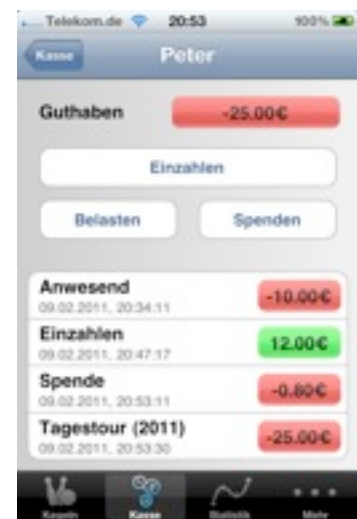 Telekom.de 20:53 100%
Kasse Peter
Guthaben -25.00€
Einzahlen
Belasten Spenden
Anwesend -10.00€
09.02.2011, 20:34:11
Einzahlen 12.00€
09.02.2011, 20:47:17
Spende -0.80€
09.02.2011, 20:53:11
Tagestour (2011) -25.00€
09.02.2011, 20:53:30
Kegeln Kasse Statistik Mehr